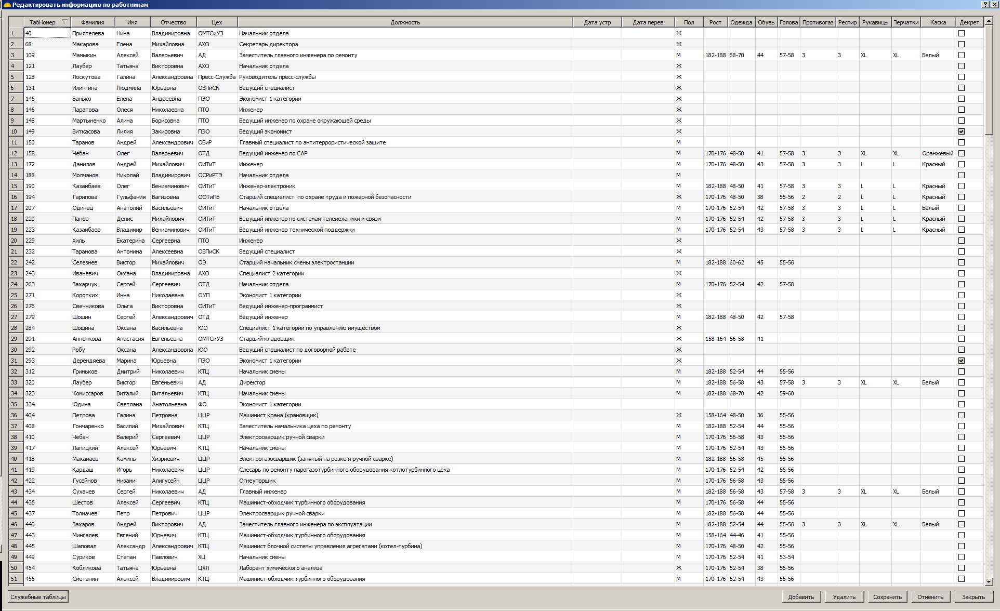 Редактировать информацию по работникам
ТабНомер Фамилия Имя Отчество Цех Должность Дата устр Дата перев Пол Рост Одежда Обувь Голова Противогаз Респир Рукавицы Перчатки Каска Декрет
1 40 Приятелева Нина Владимировна ОМТСиУЗ Начальник отдела Ж
2 68 Макарова Елена Михайловна АХО Секретарь директора Ж
3 109 Мамыкин Алексей Валерьевич АД Заместитель главного инженера по ремонту М 182-188 68-70 44 57-58 3 3 XL XL Белый
4 121 Лаубер Татьяна Викторовна АХО Начальник отдела Ж
5 128 Лоскутова Галина Александровна Пресс-Служба Руководитель пресс-службы Ж
6 131 Илингина Людмила Юрьевна ОЗПиСК Ведущий специалист Ж
7 145 Банько Елена Андреевна ПЭО Экономист 1 категории Ж
8 146 Паратова Олеся Николаевна ПТО Инженер Ж
9 148 Мартыненко Алина Борисовна ПТО Ведущий инженер по охране окружающей среды Ж
10 149 Виткасова Лилия Закировна ПЭО Ведущий экономист Ж
11 150 Таранов Андрей Александрович ОБиР Главный специалист по антитеррористической защите М
12 158 Чебан Олег Валерьевич ОТД Ведущий инженер по САР М 170-176 48-50 41 57-58 3 3 XL XL Оранжевый
13 172 Данилов Андрей Михайлович ОИТиТ Инженер М 170-176 48-50 43 57-58 3 3 L L Красный
14 188 Молчанов Николай Владимирович ОСРиРТЭ Начальник отдела М
15 190 Казамбаев Олег Вениаминович ОИТиТ Инженер-электроник М 182-188 48-50 41 57-58 3 3 L L Красный
16 194 Гарипова Гульфания Вагизовна ООТиПБ Старший специалист по охране труда и пожарной безопасности Ж 170-176 48-50 38 55-56 2 2 L L Красный
17 207 Одинец Анатолий Васильевич ОИТиТ Начальник отдела М 170-176 52-54 42 57-58 3 3 L L Белый
18 220 Панов Денис Михайлович ОИТиТ Ведущий инженер по системам телемеханики и связи М 170-176 52-54 42 57-58 3 3 L L Красный
19 223 Казамбаев Владимир Вениаминович ОИТиТ Ведущий инженер технической поддержки М 170-176 52-54 43 57-58 3 3 L L Красный
20 229 Хиль Екатерина Сергеевна ПТО Инженер Ж
21 232 Таранова Антонина Алексеевна ОЗПиСК Ведущий специалист Ж
22 242 Селезнев Виктор Михайлович ОЭ Старший начальник смены электростанции М 182-188 60-62 45 55-56
23 243 Иваневич Оксана Владимировна АХО Специалист 2 категории Ж
24 263 Захарчук Сергей Сергеевич ОТД Начальник отдела М 170-176 52-54 42 57-58
25 271 Коротких Инна Николаевна ОУП Экономист 1 категории Ж
26 276 Свечникова Ольга Викторовна ОИТиТ Ведущий инженер-программист Ж
27 279 Шошин Сергей Александрович ОТД Ведущий инженер М 182-188 48-50 42 57-58
28 284 Шошина Оксана Васильевна ЮО Специалист 1 категории по управлению имуществом Ж
29 291 Анненкова Анастасия Евгеньевна ОМТСиУЗ Старший кладовщик Ж 158-164 56-58 41
30 292 Робу Оксана Александровна ЮО Ведущий специалист по договорной работе Ж
31 293 Дерендяева Марина Юрьевна ПЭО Экономист 1 категории Ж
32 312 Гриньков Дмитрий Николаевич КТЦ Начальник смены М 182-188 52-54 44 55-56
33 320 Лаубер Виктор Евгеньевич АД Директор М 182-188 56-58 43 57-58 3 3 XL XL Белый
34 323 Комиссаров Виталий Витальевич КТЦ Начальник смены М 182-188 68-70 42 59-60
35 334 Юдина Светлана Анатольевна ФО Экономист 1 категории
36 404 Петрова Галина Петровна ЦЦР Машинист крана (крановщик) Ж 158-164 48-50 36 55-56
37 408 Гончаренко Василий Михайлович КТЦ Заместитель начальника цеха по ремонту М 182-188 52-54 44 55-56
38 410 Чебан Валерий Сергеевич ЦЦР Электросварщик ручной сварки М 170-176 56-58 43 55-56
39 417 Лапицкий Алексей Юрьевич КТЦ Начальник смены М 170-176 52-54 43 55-56
40 418 Макамаев Камиль Хизриевич ЦЦР Электрогазосварщик (занятый на резке и ручной сварке) М 182-188 56-58 45 55-56
41 419 Кардаш Игорь Николаевич ЦЦР Слесарь по ремонту парогазотурбинного оборудования котлотурбинного цеха М 170-176 52-54 42 55-56
42 422 Гусейнов Низами Алигусейн ЦЦР Огнеупорщик М 170-176 56-58 43 55-56
43 434 Сухачев Сергей Николаевич АД Главный инженер М 182-188 56-58 43 57-58 3 3 XL XL Белый
44 435 Шестов Алексей Сергеевич КТЦ Машинист-обходчик турбинного оборудования М 170-176 56-58 44 55-56
45 437 Толмачев Петр Петрович ЦЦР Электросварщик ручной сварки М 182-188 56-58 44 55-56
46 440 Захаров Андрей Викторович АД Заместитель главного инженера по эксплуатации М 182-188 52-54 44 55-56 3 3 XL XL Белый
47 443 Мингалев Евгений Юрьевич КТЦ Машинист-обходчик турбинного оборудования М 158-164 44-46 41 55-56
48 445 Шаповал Александр Александрович КТЦ Машинист блочной системы управления агрегатами (котел-турбина) М 170-176 48-50 42 55-56
49 449 Суриков Степан Павлович ХЦ Начальник смены М 170-176 52-54 41 53-54
50 454 Кобликова Татьяна Юрьевна ЦХЛ Лаборант химического анализа Ж 170-176 52-54 38 55-56
51 455 Сметанин Алексей Владимирович КТЦ Машинист-обходчик турбинного оборудования М 170-176 52-54 43 55-56
Служебные таблицы Добавить Удалить Сохранить Отменить Закрыть